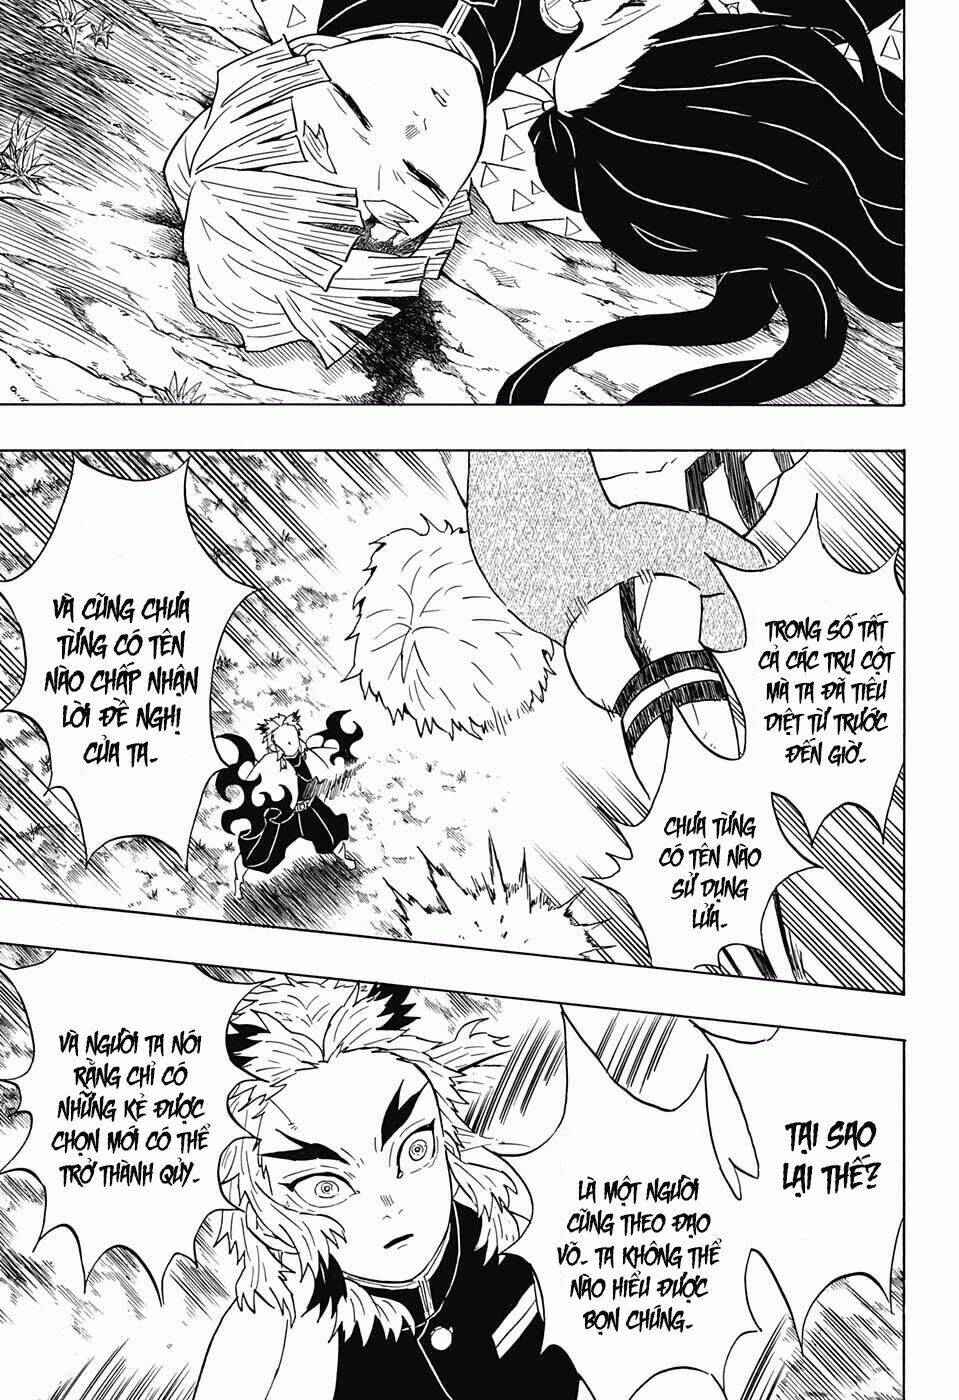 TRONG SỐ TẤT
CẢ CÁC TRỤ CỘT
MÀ TA ĐÃ TIÊU
DIỆT TỪ TRƯỚC
ĐẾN GIỜ..
CHƯA TỪNG
CÓ TÊN NÀO
SỬ DỤNG
LỬA..
VÀ CŨNG CHƯA
TỪNG CÓ TÊN
NÀO CHẤP NHẬN
LỜI ĐỀ NGHỊ
CỦA TA..
TẠI SAO
LẠI THẾ?
LÀ MỘT NGƯỜI
CŨNG THEO ĐẠO
VÕ.. TA KHÔNG THỂ
NÀO HIỂU ĐƯỢC
BỌN CHÚNG..
VÀ NGƯỜI TA NÓI
RẰNG CHỈ CÓ
NHỮNG KẺ ĐƯỢC
CHỌN MỚI CÓ THỂ
TRỞ THÀNH QUỶ..